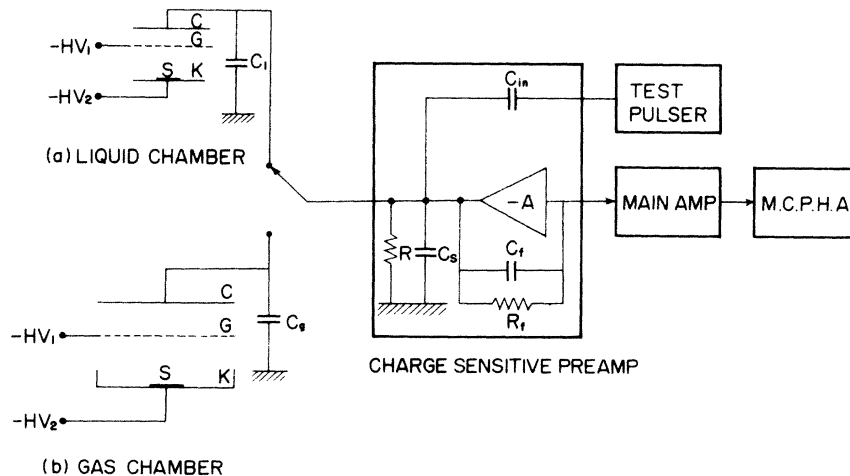 C
-HV₁
G
C₁
S
K
-HV₂
(a) LIQUID CHAMBER
C_in
TEST
PULSER
-A
MAIN AMP
M.C.P.H.A
R
C_s
C_f
R_f
CHARGE SENSITIVE PREAMP
C
-HV₁
G
C_g
S
K
-HV₂
(b) GAS CHAMBER